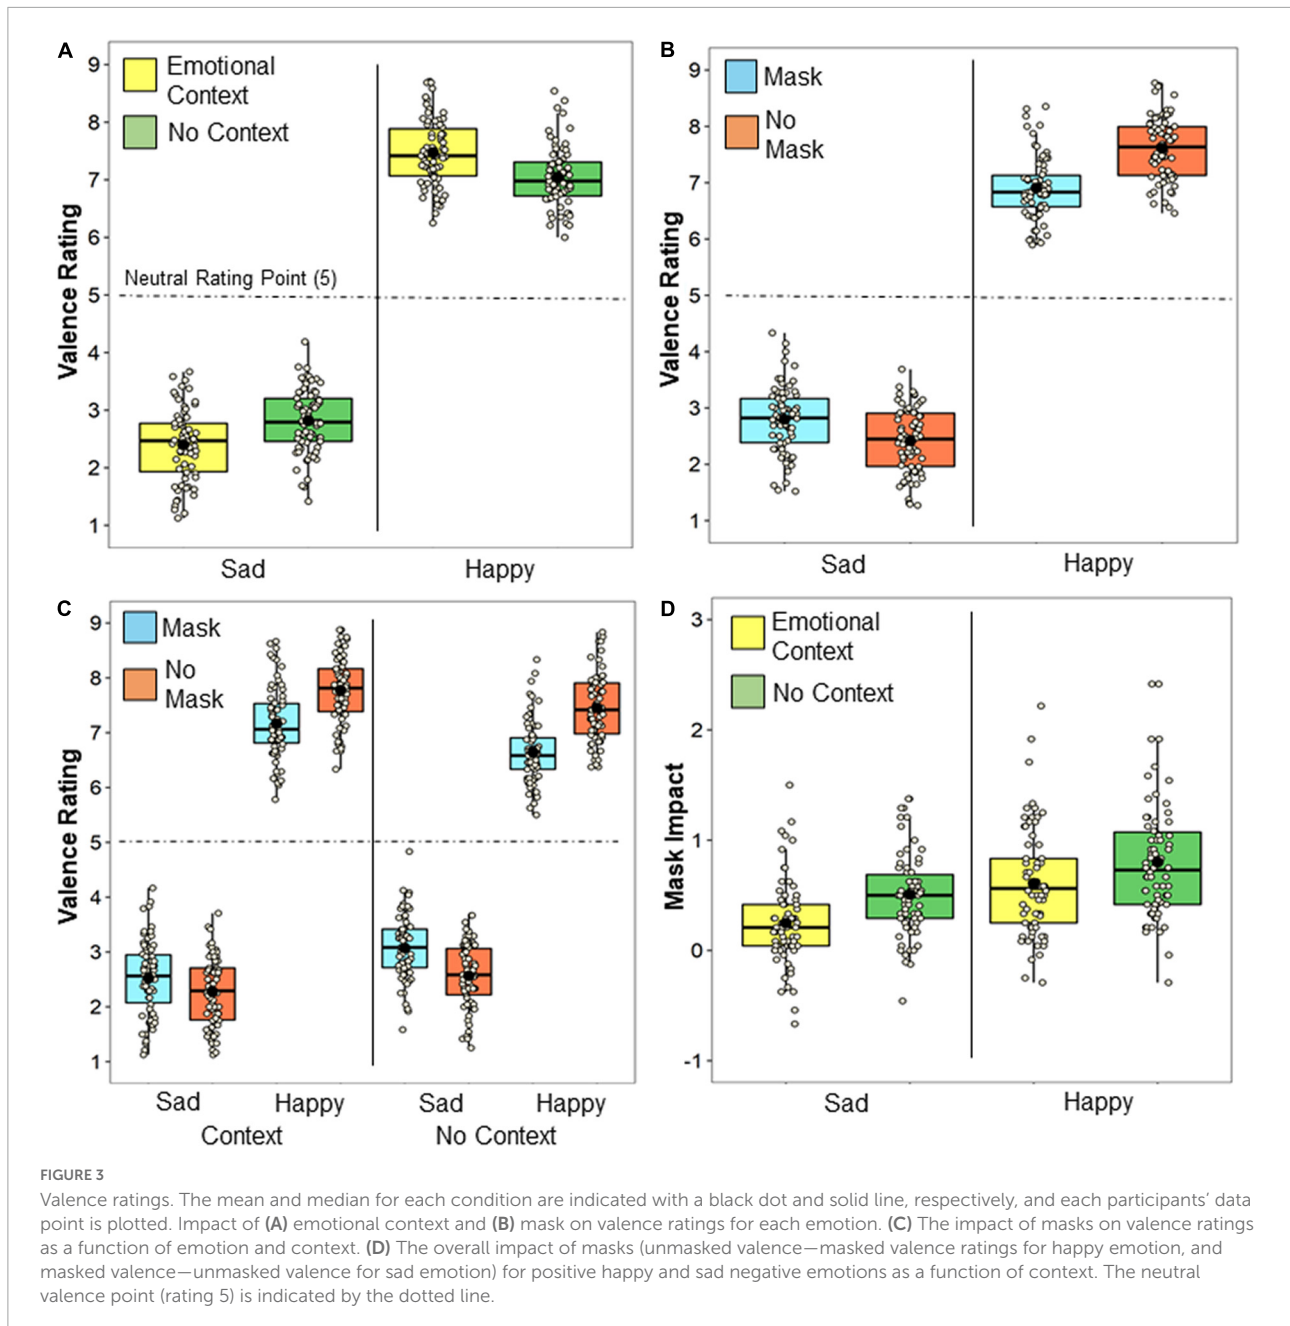 A
Emotional
Context
No Context
Valence Rating
9
8
7
6
5
4
3
2
1
Neutral Rating Point (5)
Sad
Happy
B
Mask
No
Mask
Valence Rating
9
8
7
6
5
4
3
2
1
Sad
Happy
C
Mask
No
Mask
Valence Rating
9
8
7
6
5
4
3
2
1
Sad
Happy
Sad
Happy
Context
No Context
D
Emotional
Context
No Context
Mask Impact
3
2
1
0
-1
Sad
Happy
FIGURE 3
Valence ratings. The mean and median for each condition are indicated with a black dot and solid line, respectively, and each participants’ data
point is plotted. Impact of (A) emotional context and (B) mask on valence ratings for each emotion. (C) The impact of masks on valence ratings
as a function of emotion and context. (D) The overall impact of masks (unmasked valence—masked valence ratings for happy emotion, and
masked valence—unmasked valence for sad emotion) for positive happy and sad negative emotions as a function of context. The neutral
valence point (rating 5) is indicated by the dotted line.